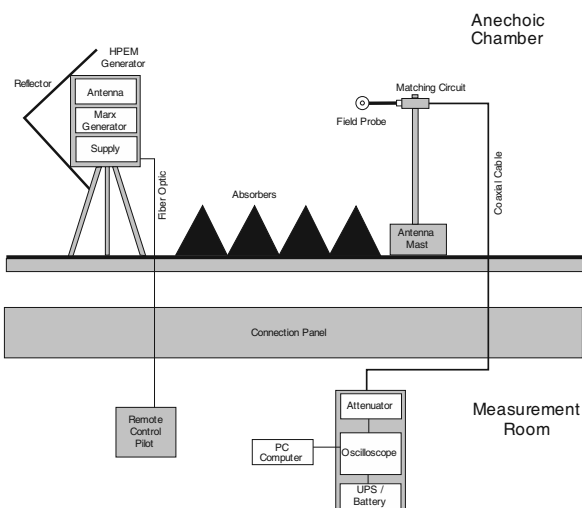 Anechoic
Chamber
HPEM
Generator
Reflector
Antenna
Marx
Generator
Supply
Fiber Optic
Absorbers
Matching Circuit
Field Probe
Coaxial Cable
Antenna
Mast
Connection Panel
Remote
Control
Pilot
Attenuator
Measurement
Room
PC
Computer
Oscilloscope
UPS /
Battery